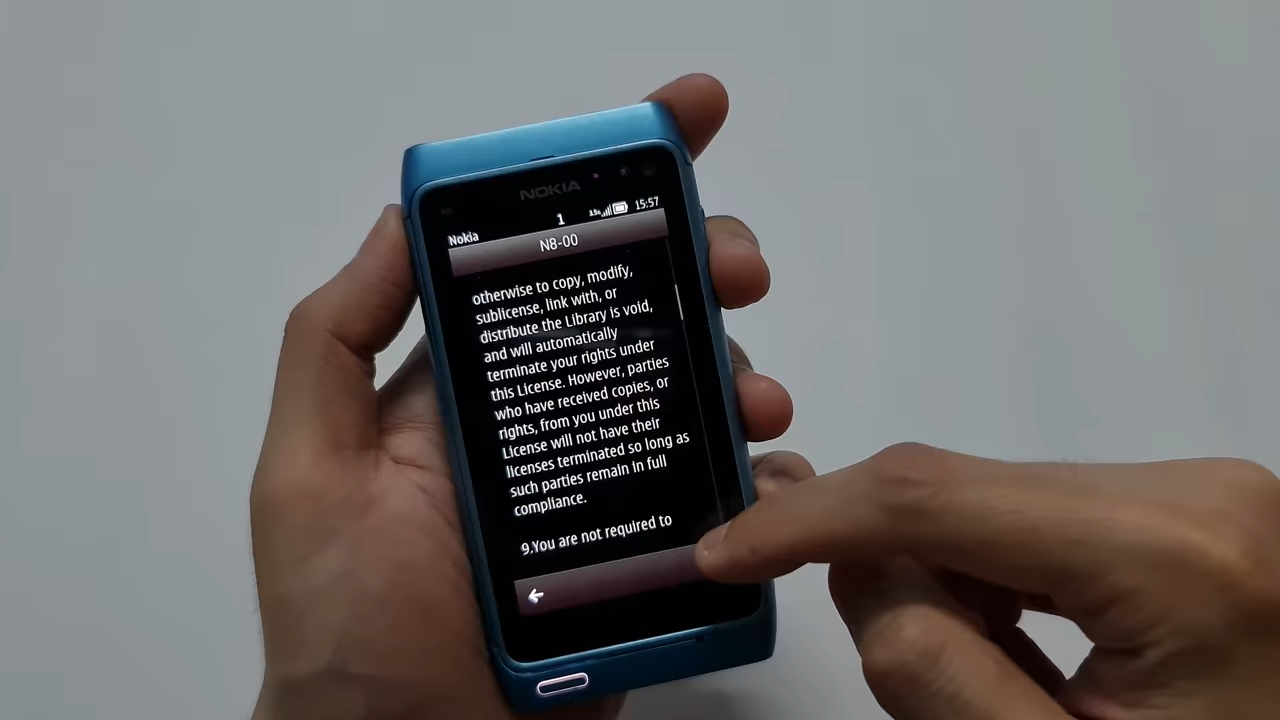 NOKIA
Nokia
1
3.5G
15:57
N8-00
otherwise to copy, modify,
sublicense, link with, or
distribute the Library is void,
and will automatically
terminate your rights under
this License. However, parties
who have received copies, or
rights, from you under this
License will not have their
licenses terminated so long as
such parties remain in full
compliance.
9.You are not required to